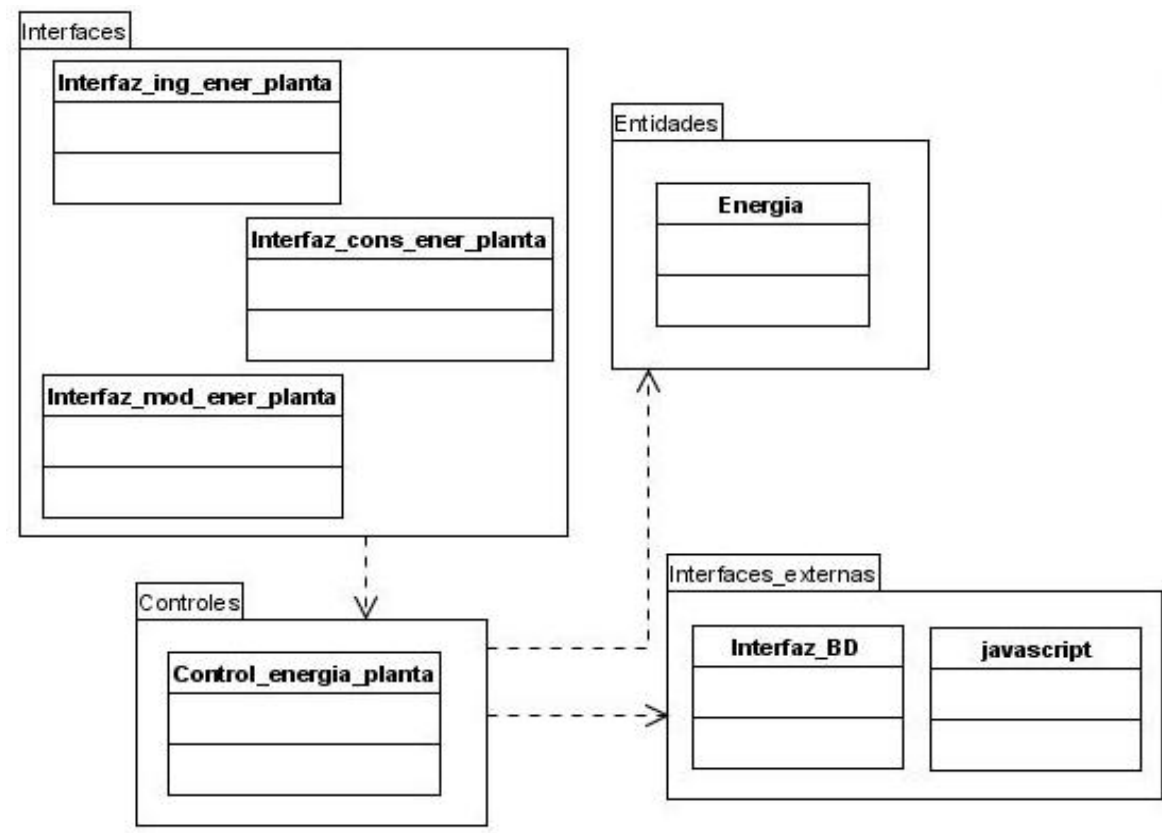 Interfaces
Interfaz_ing_ener_planta
Interfaz_cons_ener_planta
Interfaz_mod_ener_planta
Entidades
Energia
Controles
Control_energia_planta
Interfaces_externas
Interfaz_BD
javascript